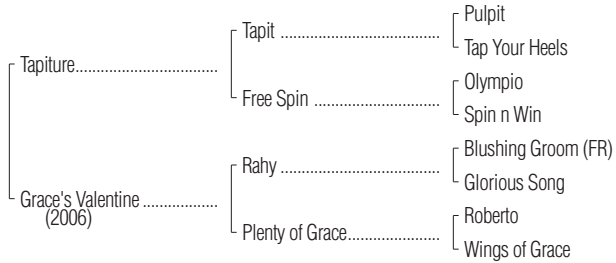 Pulpit
Tapit ..................................
Tap Your Heels
Tapiture..............................
Olympio
Free Spin ...........................
Spin n Win
Blushing Groom (FR)
Rahy ..................................
Glorious Song
Grace's Valentine ................
(2006)
Roberto
Plenty of Grace...................
Wings of Grace